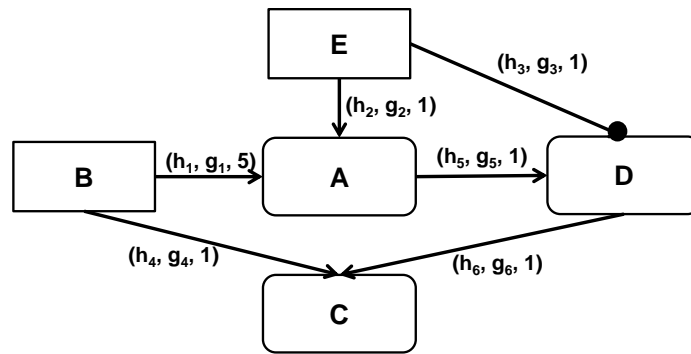 E
(h₃, g₃, 1)
(h₂, g₂, 1)
B
(h₁, g₁, 5)
A
(h₅, g₅, 1)
D
(h₄, g₄, 1)
(h₆, g₆, 1)
C